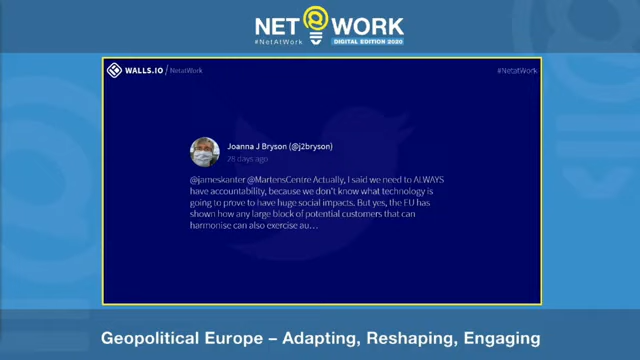 NET@WORK
#NetAtWork DIGITAL EDITION 2020
WALLS.IO / NetatWork #NetatWork
Joanna J Bryson (@j2bryson)
28 days ago
@jameskanter @MartensCentre Actually, I said we need to ALWAYS
have accountability, because we don't know what technology is
going to prove to have huge social impacts. But yes, the EU has
shown how any large block of potential customers that can
harmonise can also exercise au…
Geopolitical Europe – Adapting, Reshaping, Engaging